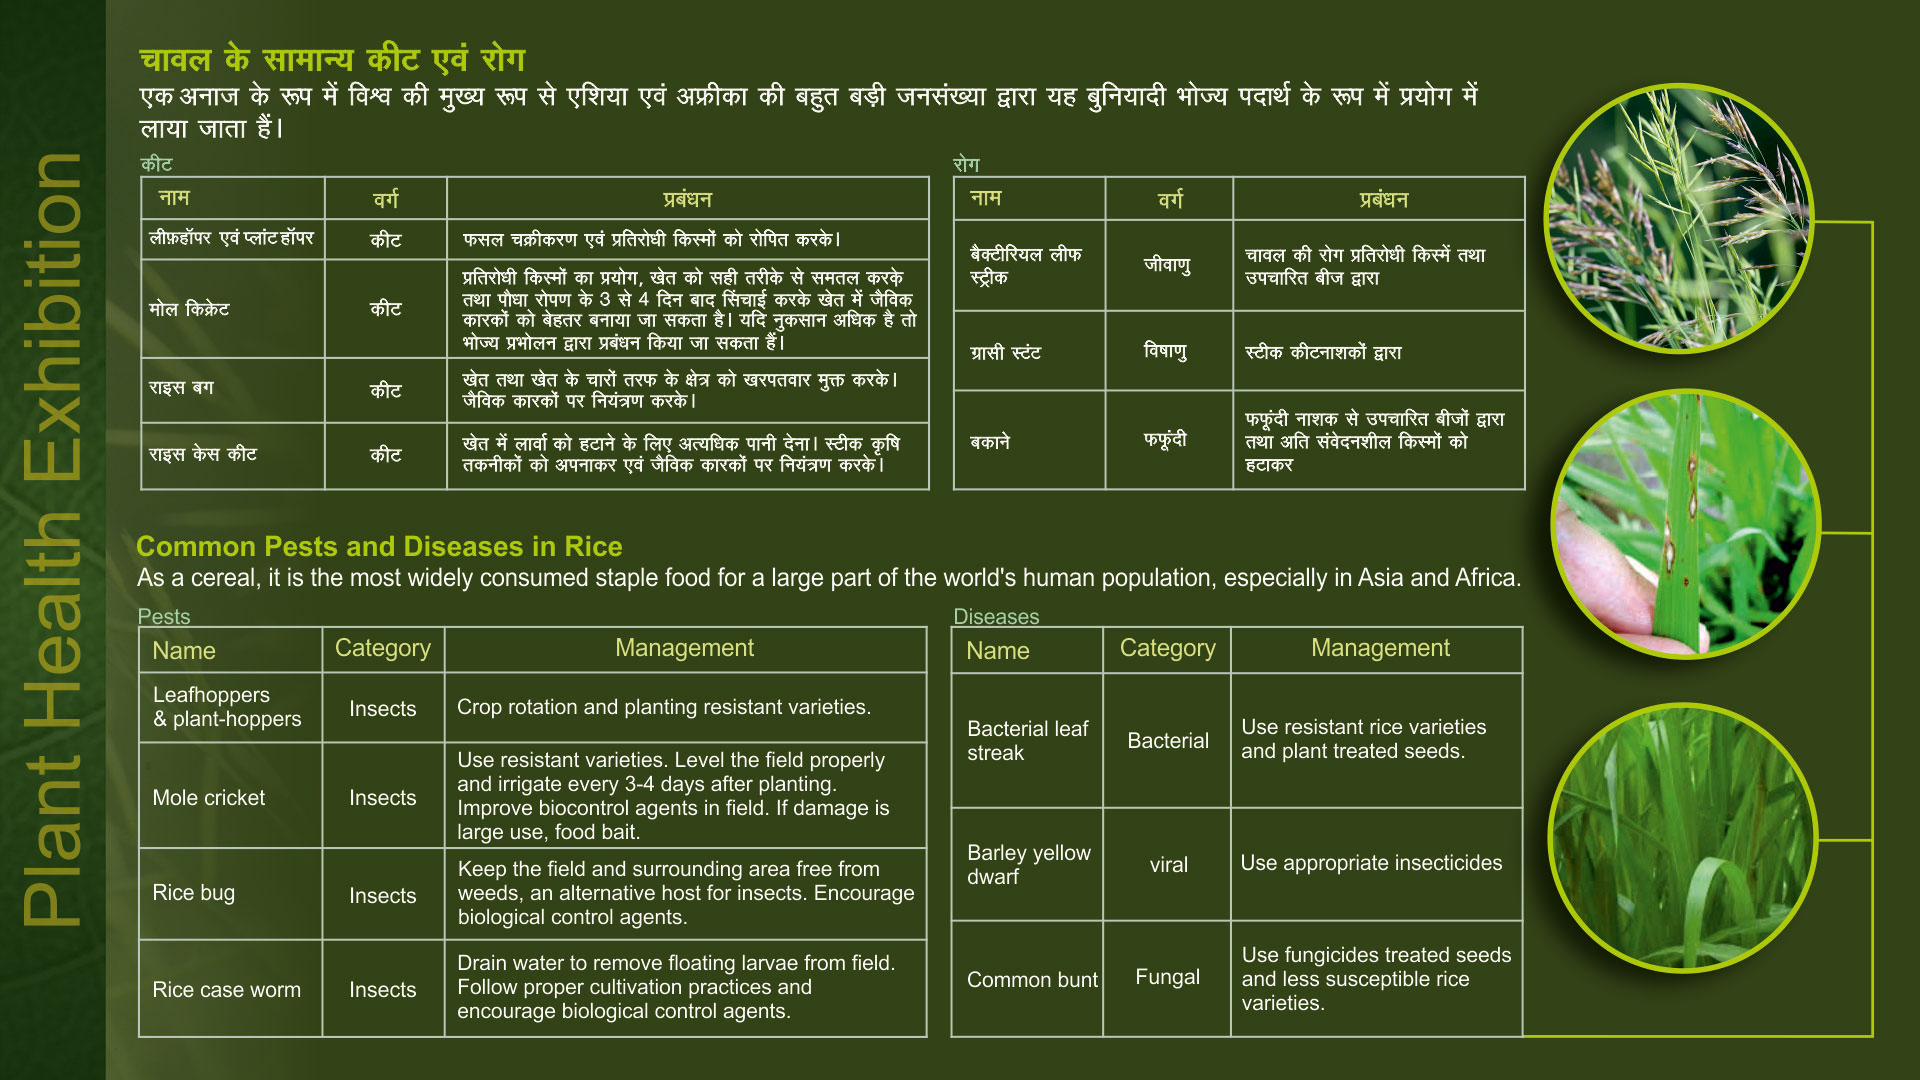 Plant Health Exhibition
चावल के सामान्य कीट एवं रोग
एक अनाज के रूप में विश्व की मुख्य रूप से एशिया एवं अफ्रीका की बहुत बड़ी जनसंख्या द्वारा यह बुनियादी भोज्य पदार्थ के रूप में प्रयोग में
लाया जाता हैं।
कीट
नाम
वर्ग
प्रबंधन
लीफ़हॉपर एवं प्लांट हॉपर
कीट
फसल चक्रीकरण एवं प्रतिरोधी किस्मों को रोपित करके।
मोल किक्रेट
कीट
प्रतिरोधी किस्मों का प्रयोग, खेत को सही तरीके से समतल करके
तथा पौधा रोपण के 3 से 4 दिन बाद सिंचाई करके खेत में जैविक
कारकों को बेहतर बनाया जा सकता है। यदि नुकसान अधिक है तो
भोज्य प्रभोलन द्वारा प्रबंधन किया जा सकता हैं।
राइस बग
कीट
खेत तथा खेत के चारों तरफ के क्षेत्र को खरपतवार मुक्त करके।
जैविक कारकों पर नियंत्रण करके।
राइस केस कीट
कीट
खेत में लार्वा को हटाने के लिए अत्यधिक पानी देना। स्टीक कृषि
तकनीकों को अपनाकर एवं जैविक कारकों पर नियंत्रण करके।
रोग
नाम
वर्ग
प्रबंधन
बैक्टीरियल लीफ
स्ट्रीक
जीवाणु
चावल की रोग प्रतिरोधी किस्में तथा
उपचारित बीज द्वारा
ग्रासी स्टंट
विषाणु
स्टीक कीटनाशकों द्वारा
बकाने
फफूंदी
फफूंदी नाशक से उपचारित बीजों द्वारा
तथा अति संवेदनशील किस्मों को
हटाकर
Common Pests and Diseases in Rice
As a cereal, it is the most widely consumed staple food for a large part of the world's human population, especially in Asia and Africa.
Pests
Name
Category
Management
Leafhoppers
& plant-hoppers
Insects
Crop rotation and planting resistant varieties.
Mole cricket
Insects
Use resistant varieties. Level the field properly
and irrigate every 3-4 days after planting.
Improve biocontrol agents in field. If damage is
large use, food bait.
Rice bug
Insects
Keep the field and surrounding area free from
weeds, an alternative host for insects. Encourage
biological control agents.
Rice case worm
Insects
Drain water to remove floating larvae from field.
Follow proper cultivation practices and
encourage biological control agents.
Diseases
Name
Category
Management
Bacterial leaf
streak
Bacterial
Use resistant rice varieties
and plant treated seeds.
Barley yellow
dwarf
viral
Use appropriate insecticides
Common bunt
Fungal
Use fungicides treated seeds
and less susceptible rice
varieties.